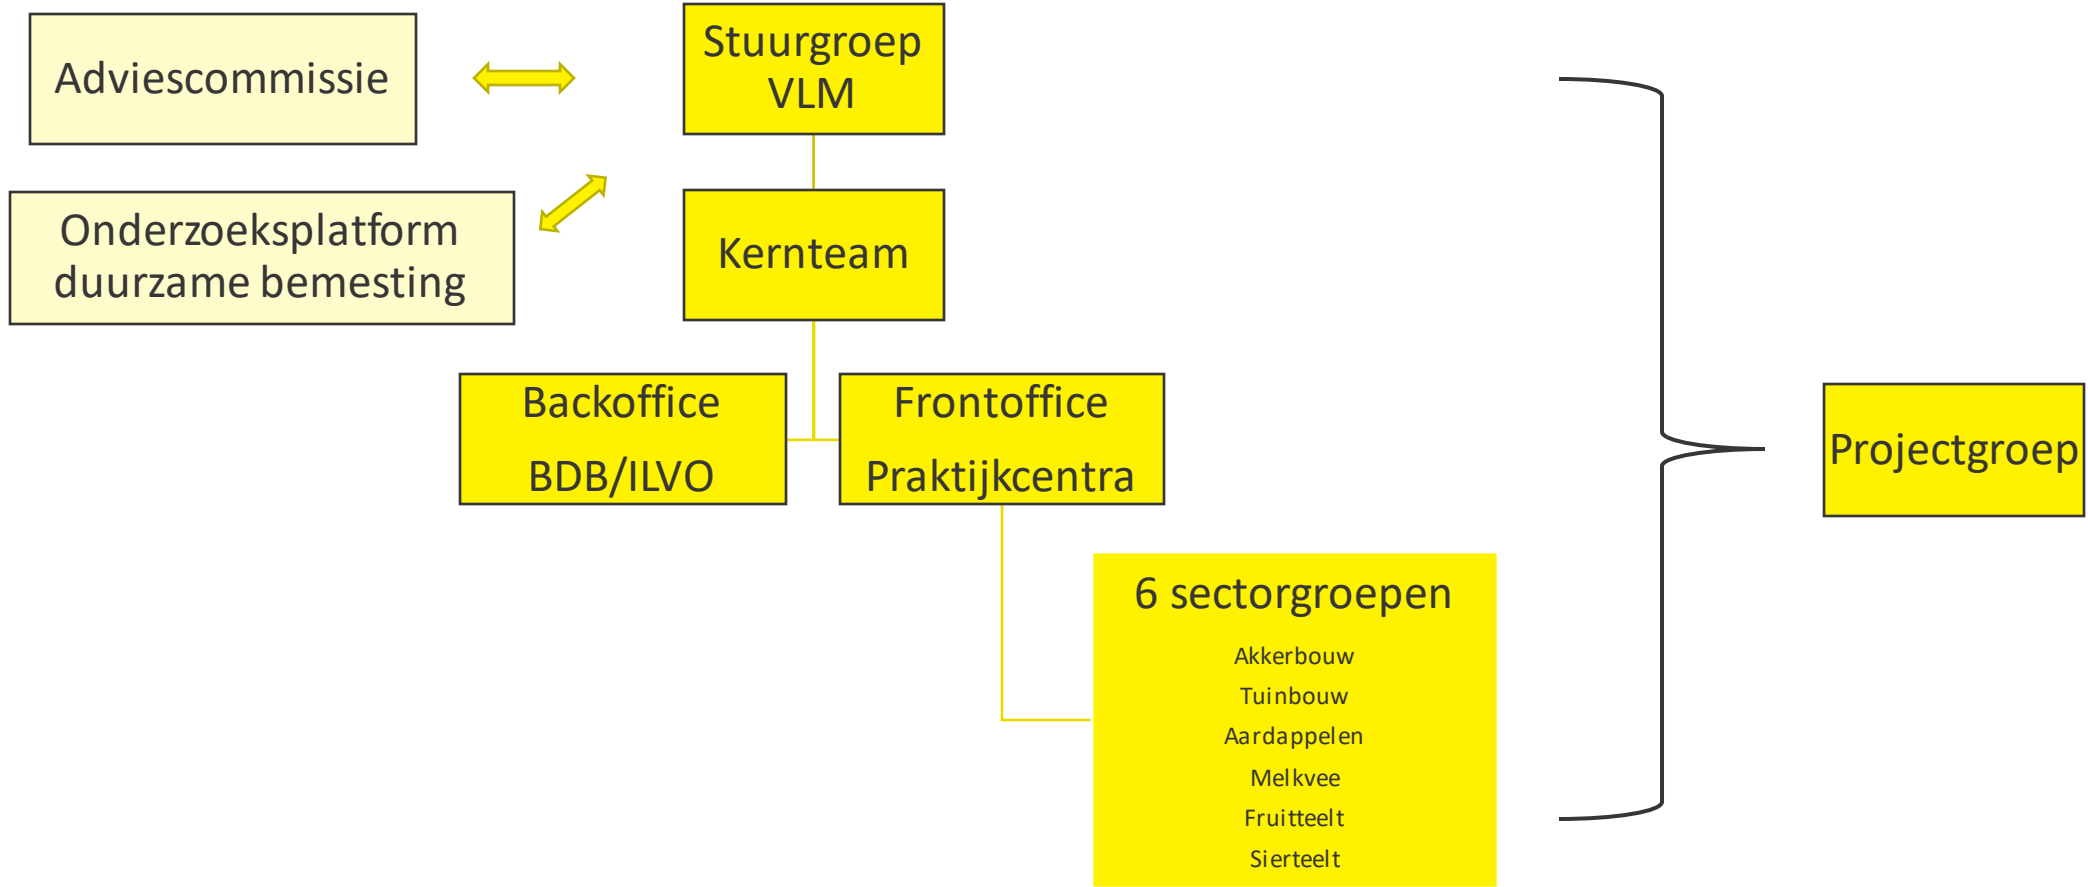 Adviescommissie
Stuurgroep
VLM
Onderzoeksplatform
duurzame bemesting
Kernteam
Backoffice
BDB/ILVO
Frontoffice
Praktijkcentra
Projectgroep
6 sectorgroepen
Akkerbouw
Tuinbouw
Aardappelen
Melkvee
Fruitteelt
Sierteelt